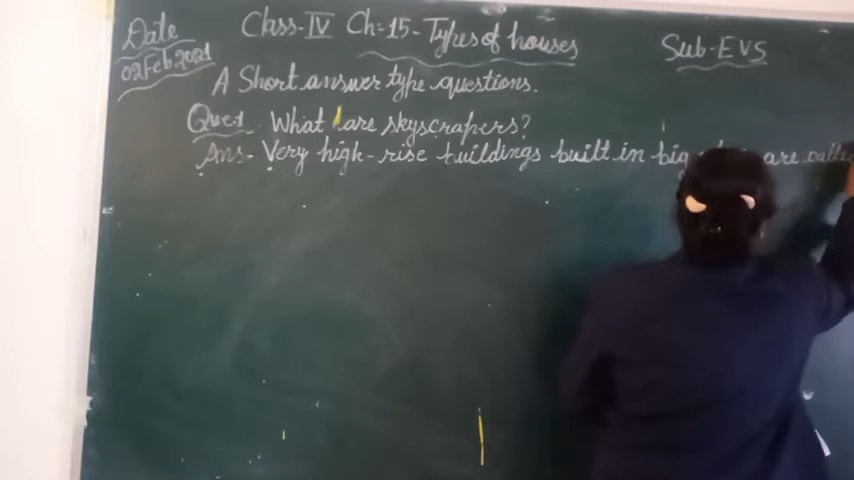 Date
02 Feb 2021
Class-IV Ch-15-Types of houses
Sub-EVS
A Short answer type questions.
Que1 What are skyscrapers?
Ans- Very high-rise buildings built in big are